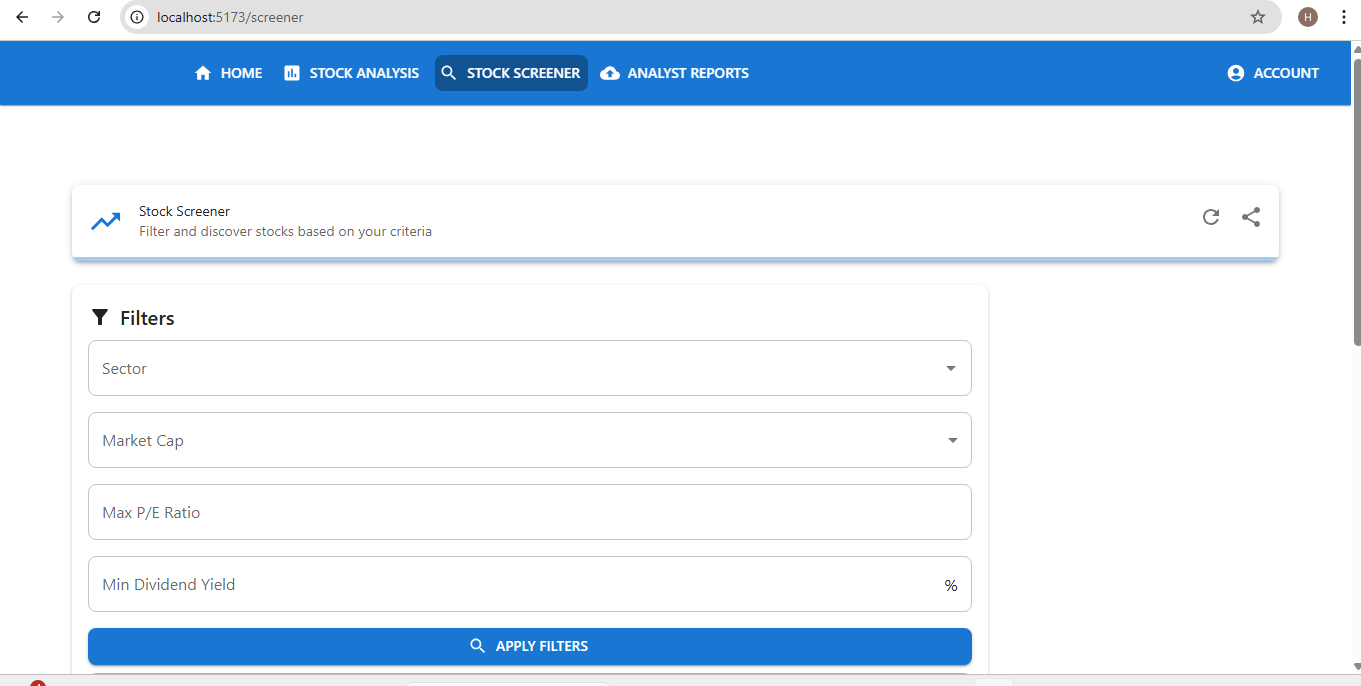 localhost:5173/screener
H
HOME STOCK ANALYSIS STOCK SCREENER ANALYST REPORTS ACCOUNT
Stock Screener
Filter and discover stocks based on your criteria
Filters
Sector
Market Cap
Max P/E Ratio
Min Dividend Yield %
APPLY FILTERS